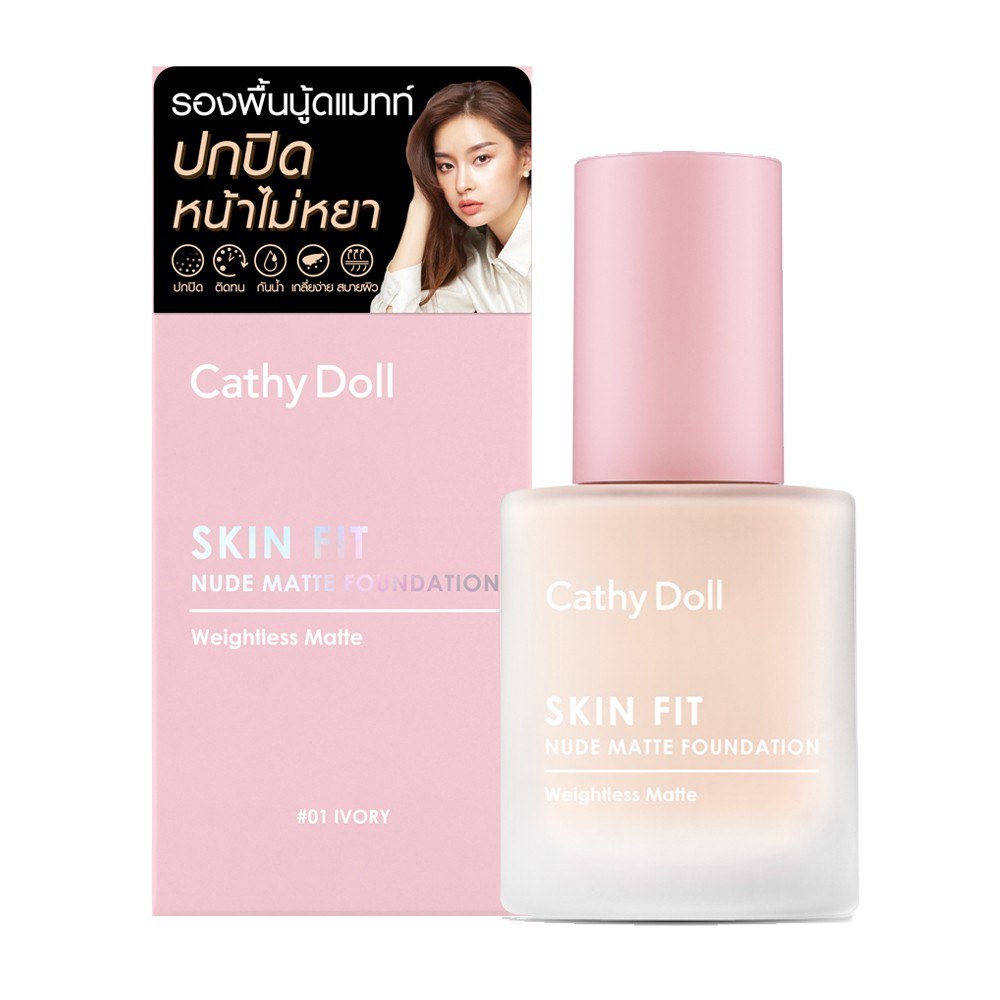 รองพื้นนู้ดแมทท์
ปกปิด
หน้าไม่หยา
ปกปิด ติดทน กันน้ำ เกลี่ยง่าย สบายผิว
Cathy Doll
SKIN FIT
NUDE MATTE FOUNDATION
Weightless Matte
#01 IVORY
Cathy Doll
SKIN FIT
NUDE MATTE FOUNDATION
Weightless Matte